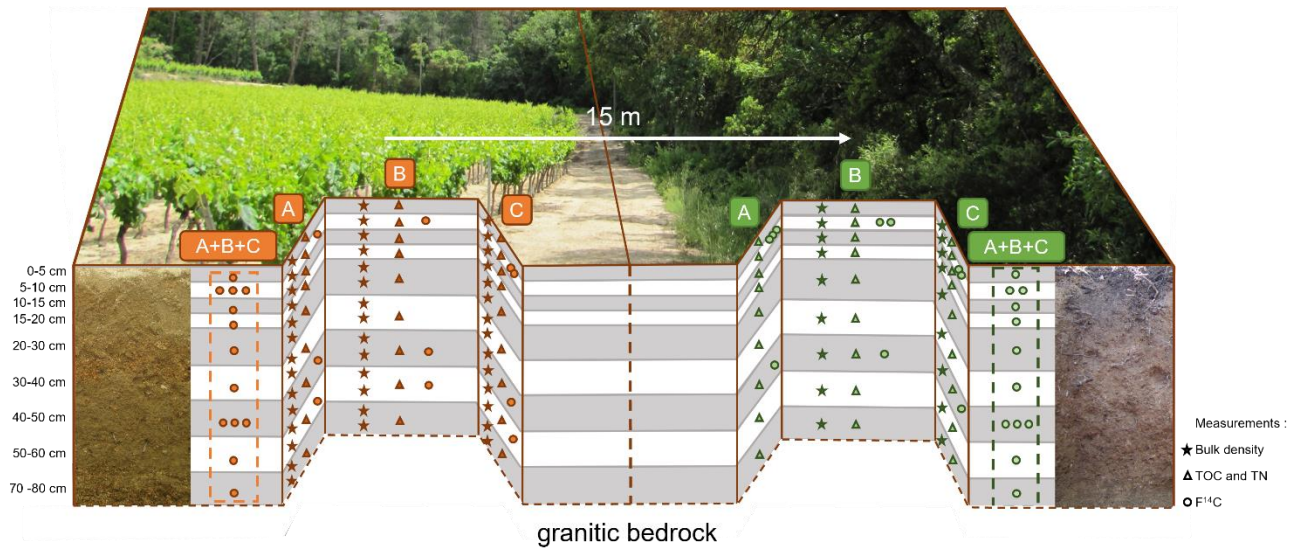 15 m
B
B
A
C
A
C
A+B+C
A+B+C
0-5 cm
5-10 cm
10-15 cm
15-20 cm
20-30 cm
30-40 cm
40-50 cm
50-60 cm
70 -80 cm
Measurements :
Bulk density
TOC and TN
F¹⁴C
granitic bedrock